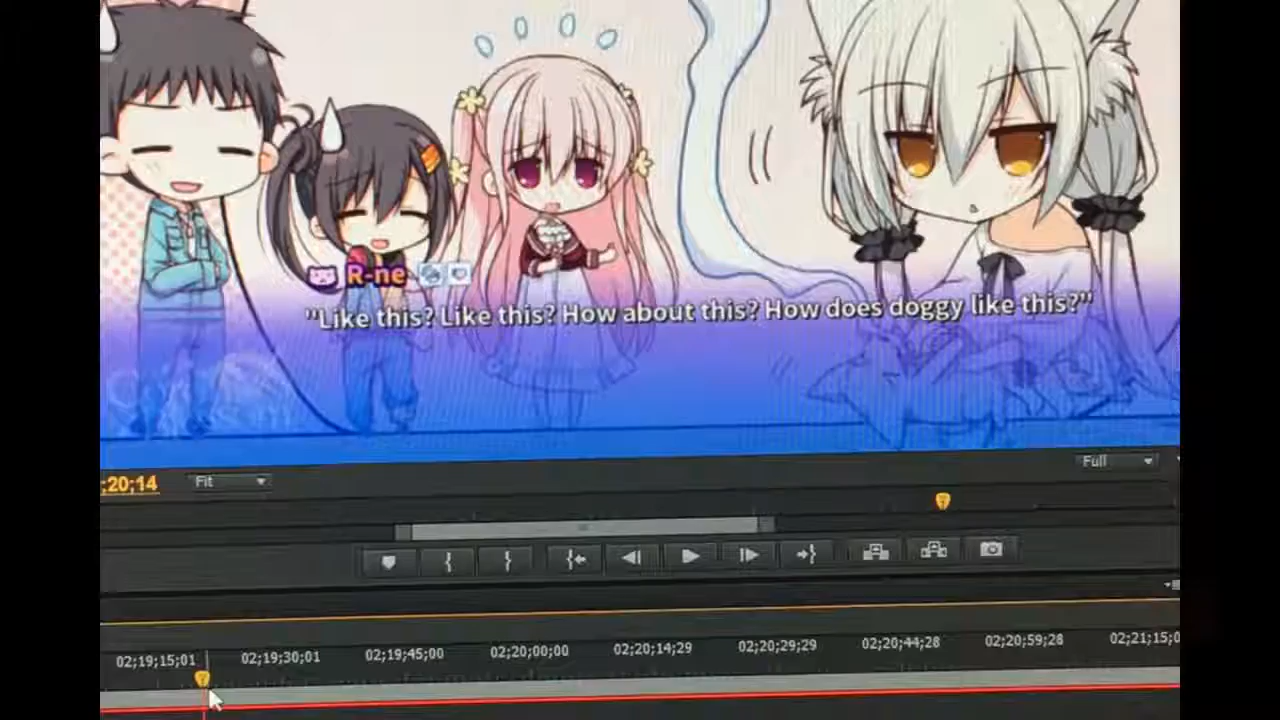 R-ne
"Like this? Like this? How about this? How does doggy like this?"
;20;14
Fit
Full
02;19;15;01 02;19;30;01 02;19;45;00 02;20;00;00 02;20;14;29 02;20;29;29 02;20;44;28 02;20;59;28 02;21;15;0